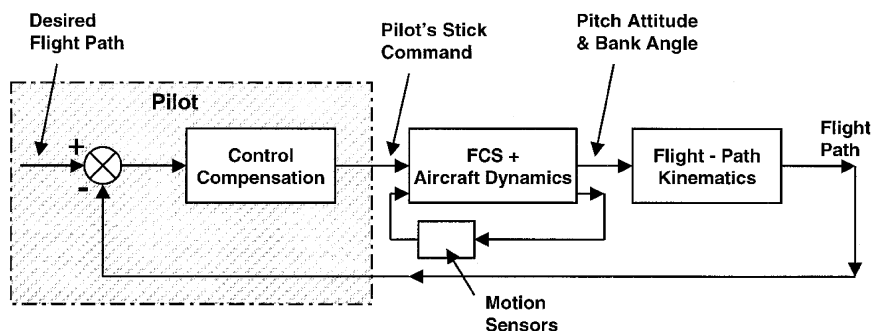 Desired
Flight Path
Pilot's Stick
Command
Pitch Attitude
& Bank Angle
Pilot
+
-
Control
Compensation
FCS +
Aircraft Dynamics
Flight - Path
Kinematics
Flight
Path
Motion
Sensors